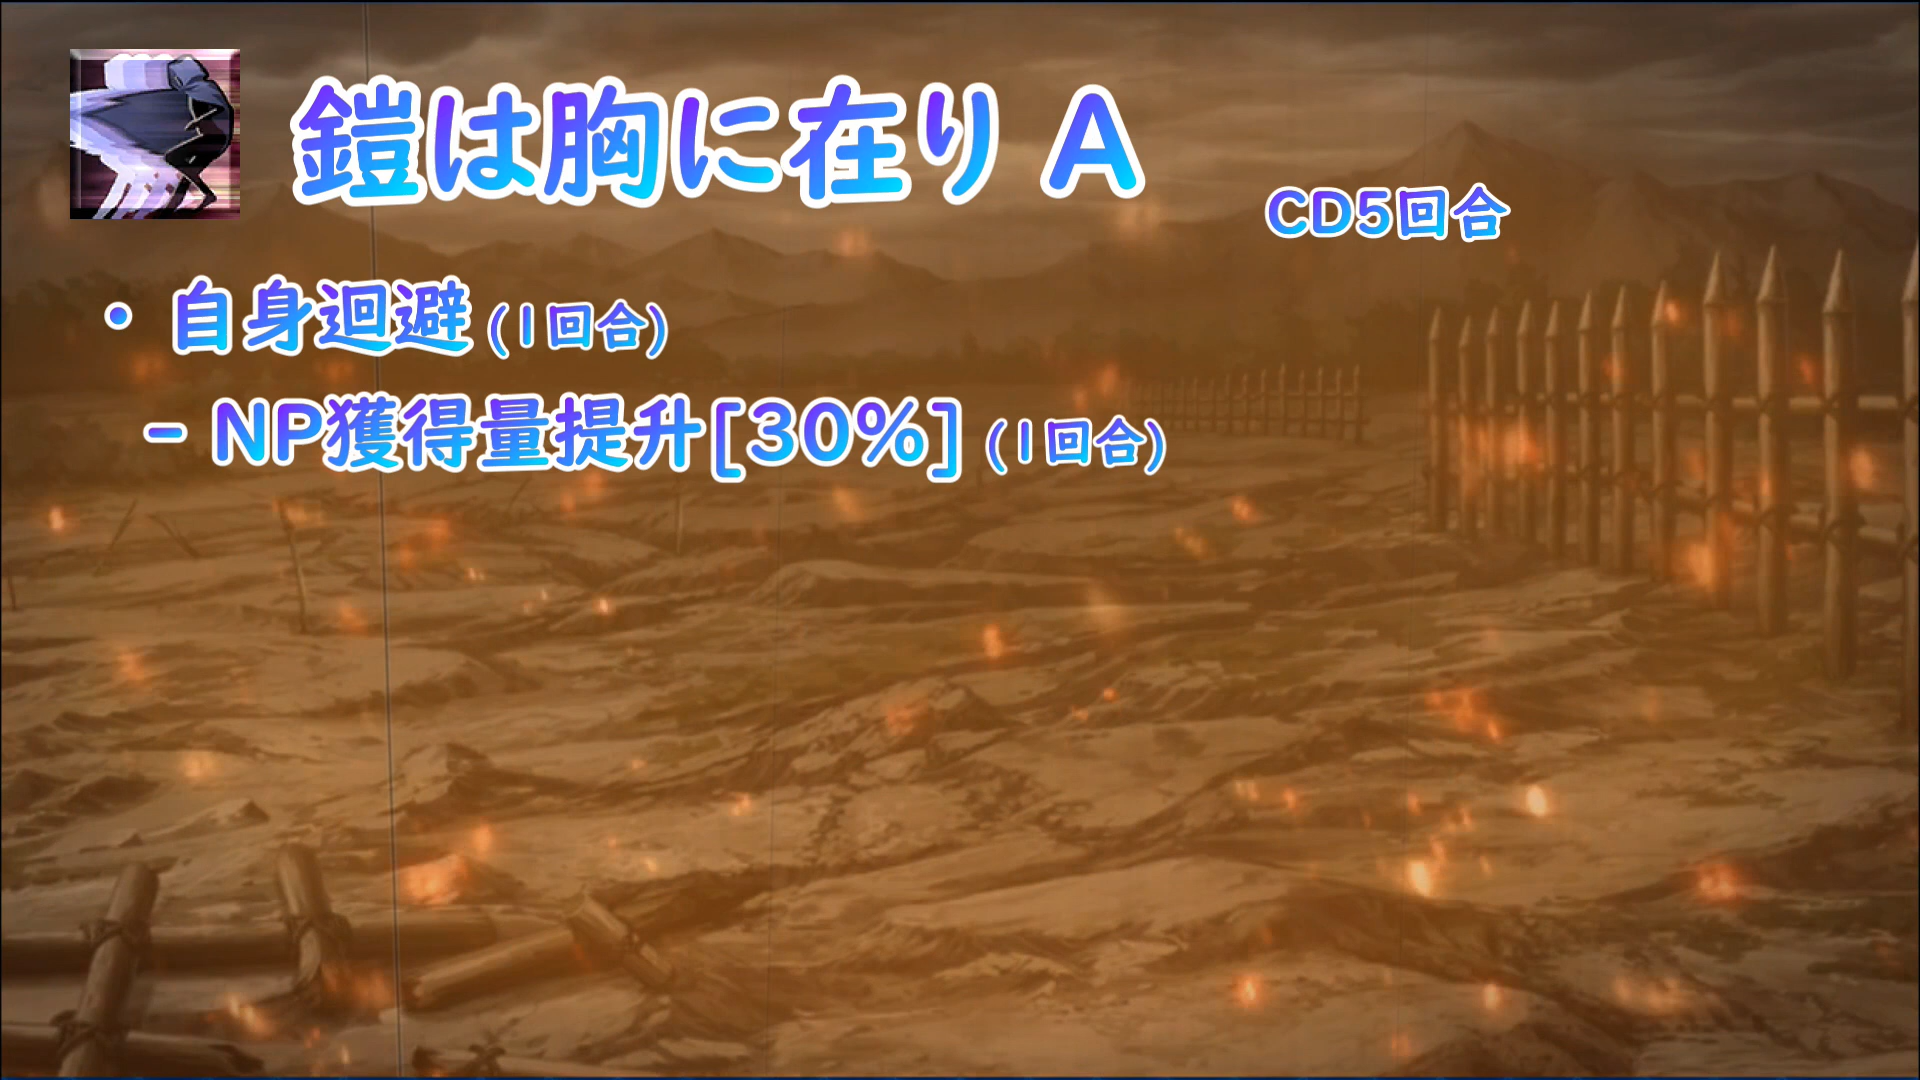 鎧は胸に在り A
CD5回合
• 自身迴避 (1回合)
- NP獲得量提升[30%] (1回合)